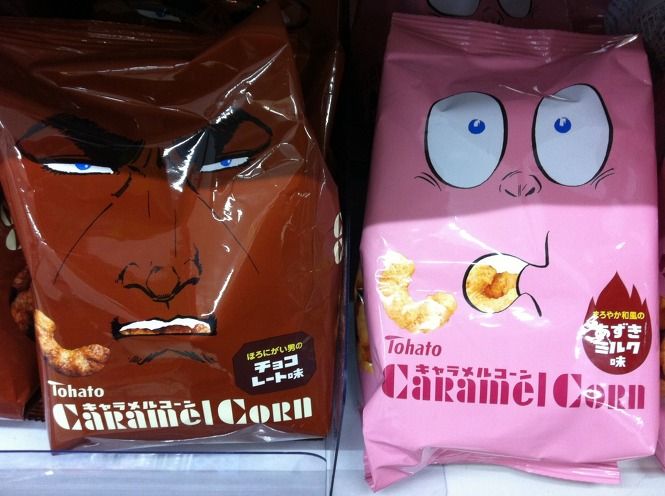 ほろにがい男の
チョコ
レート味
Tohato
キャラメルコーン
Caramel Corn
まろやか和風の
あずき
ミルク
味
Tohato
キャラメルコーン
Caramel Corn